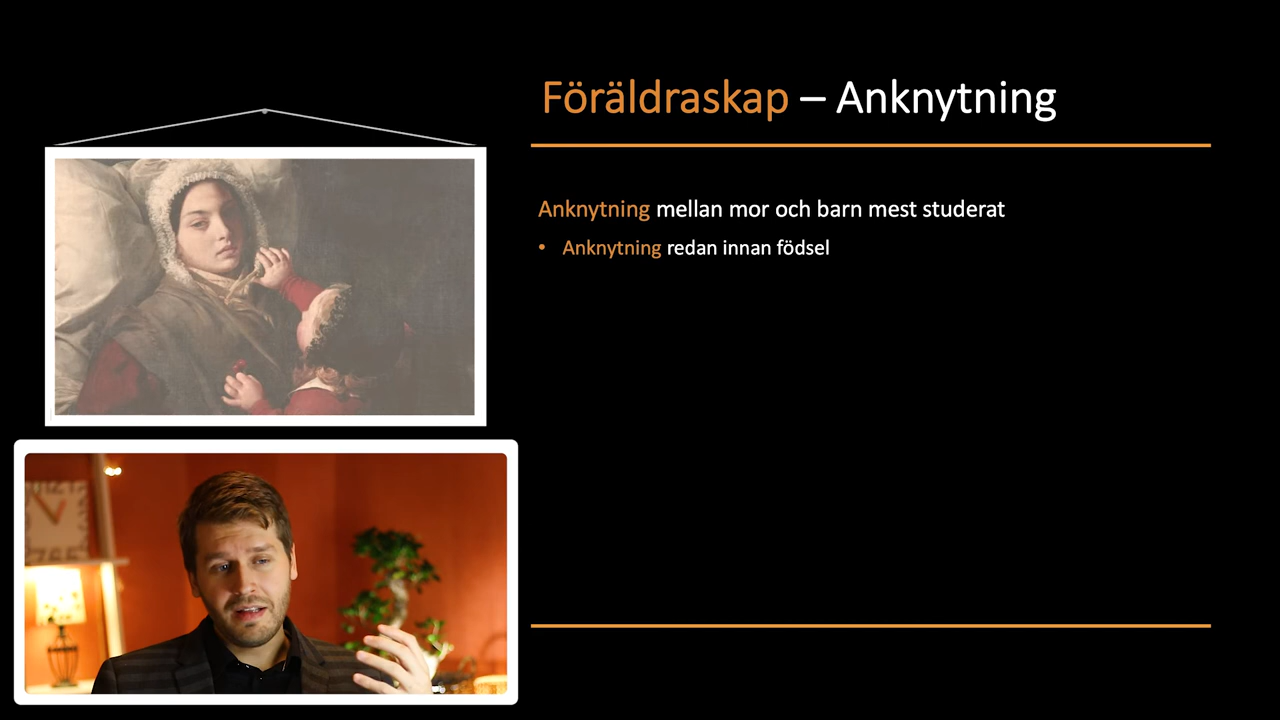 Föräldraskap – Anknytning
Anknytning mellan mor och barn mest studerat
• Anknytning redan innan födsel